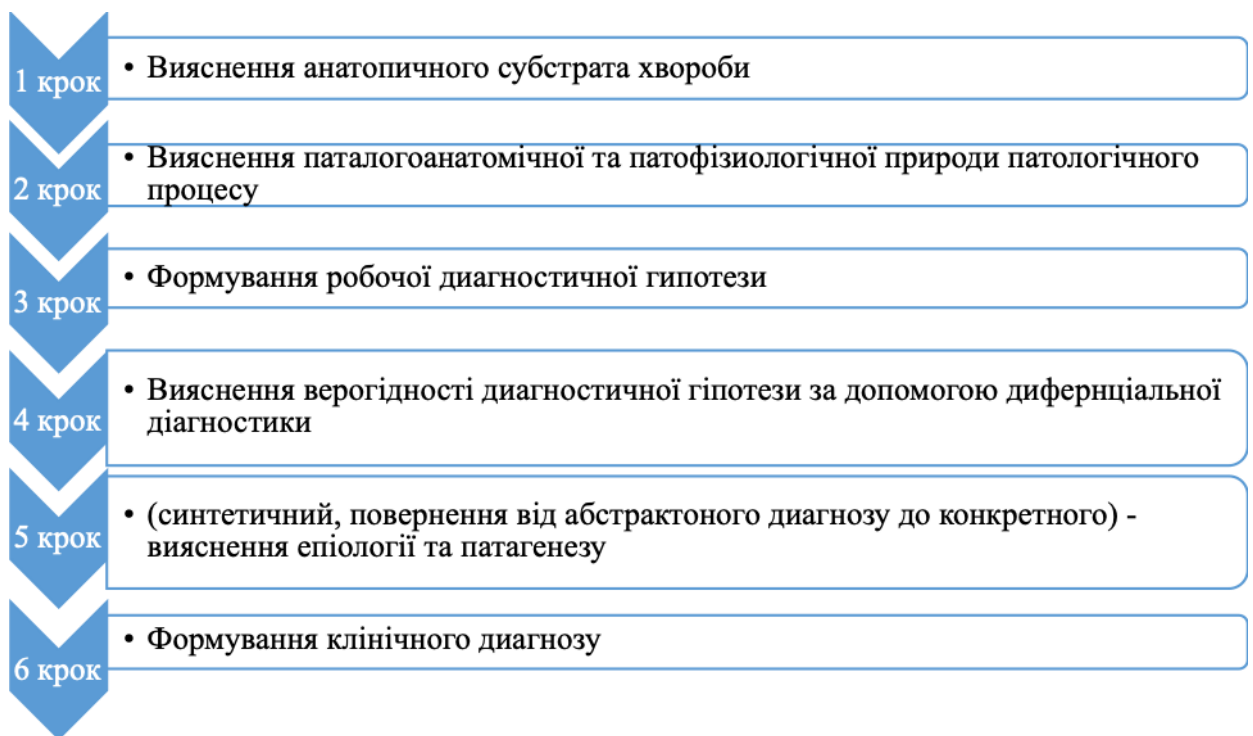 1 крок
• Вияснення анатопичного субстрата хвороби
2 крок
• Вияснення паталогоанатомічної та патофізиологічної природи патологічного
процесу
3 крок
• Формування робочої диагностичної гипотези
4 крок
• Вияснення верогідності диагностичної гіпотези за допомогою дифернціальної
діагностики
5 крок
• (синтетичний, повернення від абстрактоного диагнозу до конкретного) -
вияснення епіології та патагенезу
6 крок
• Формування клінічного диагнозу